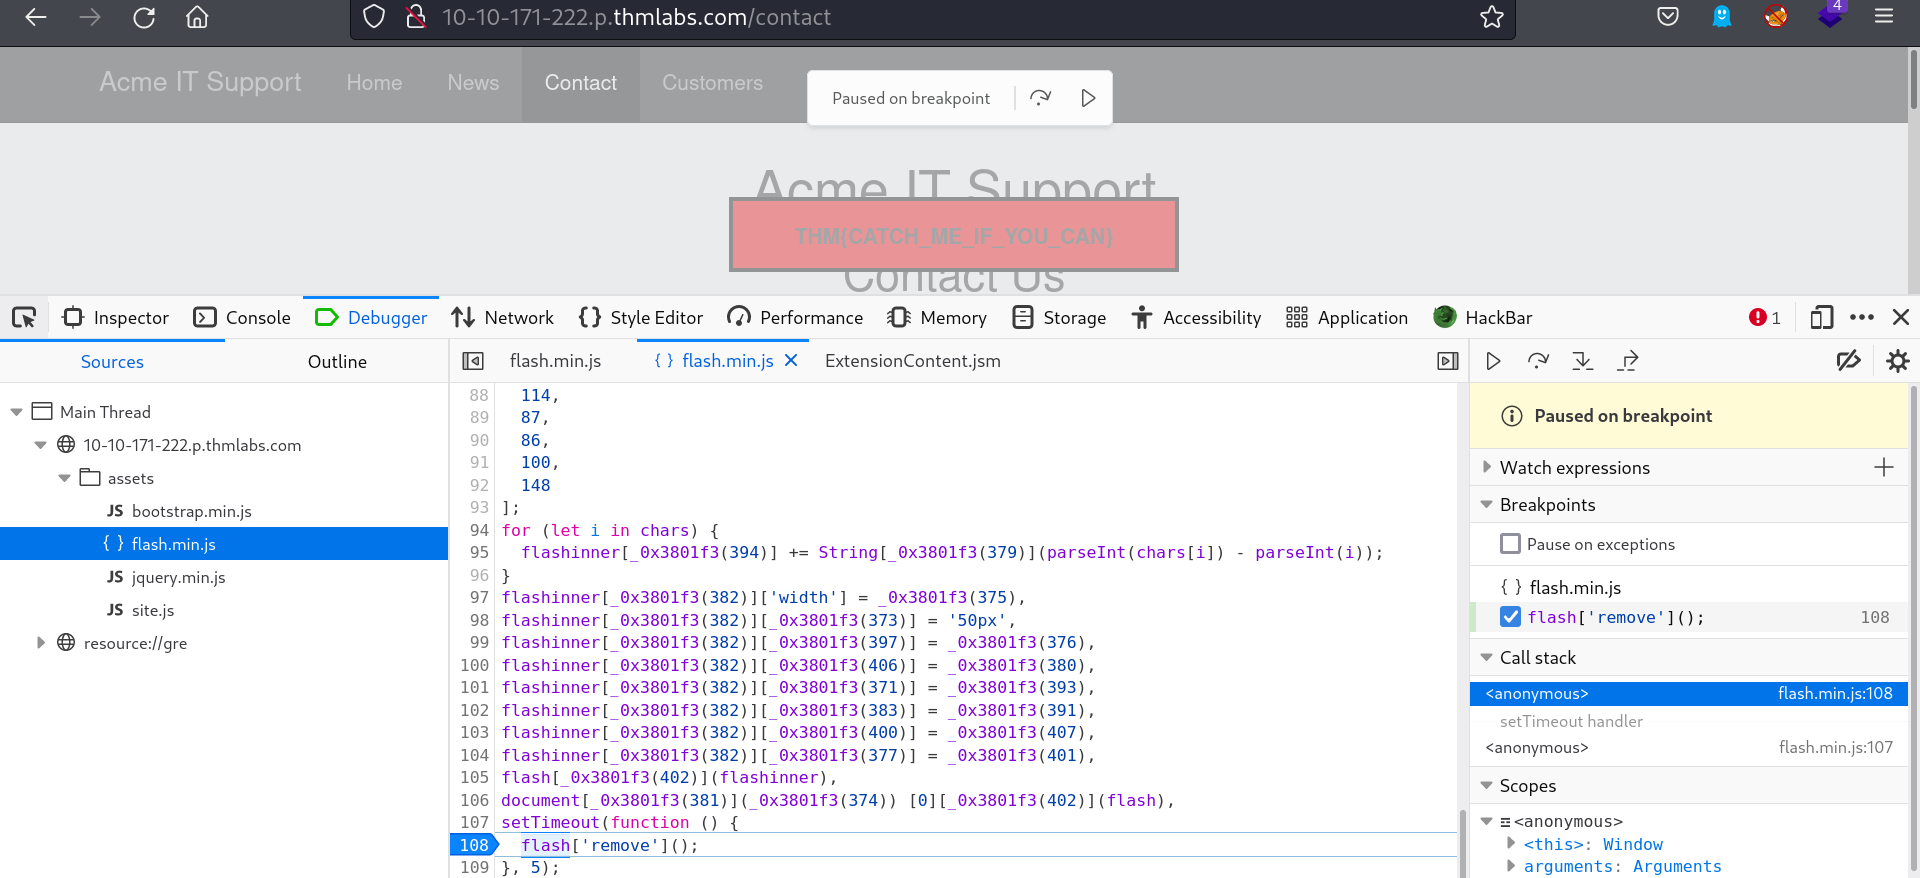 10-10-171-222.p.thmlabs.com/contact
4
Acme IT Support Home News Contact Customers
Paused on breakpoint
Acme IT Support
THM{CATCH_ME_IF_YOU_CAN}
Contact Us
Inspector Console Debugger Network Style Editor Performance Memory Storage Accessibility Application HackBar 1
Sources Outline
flash.min.js { } flash.min.js ExtensionContent.jsm
Main Thread
10-10-171-222.p.thmlabs.com
assets
JS bootstrap.min.js
{ } flash.min.js
JS jquery.min.js
JS site.js
resource://gre
88 114,
89 87,
90 86,
91 100,
92 148
93 ];
94 for (let i in chars) {
95 flashinner[_0x3801f3(394)] += String[_0x3801f3(379)](parseInt(chars[i]) - parseInt(i));
96 }
97 flashinner[_0x3801f3(382)]['width'] = _0x3801f3(375),
98 flashinner[_0x3801f3(382)][_0x3801f3(373)] = '50px',
99 flashinner[_0x3801f3(382)][_0x3801f3(397)] = _0x3801f3(376),
100 flashinner[_0x3801f3(382)][_0x3801f3(406)] = _0x3801f3(380),
101 flashinner[_0x3801f3(382)][_0x3801f3(371)] = _0x3801f3(393),
102 flashinner[_0x3801f3(382)][_0x3801f3(383)] = _0x3801f3(391),
103 flashinner[_0x3801f3(382)][_0x3801f3(400)] = _0x3801f3(407),
104 flashinner[_0x3801f3(382)][_0x3801f3(377)] = _0x3801f3(401),
105 flash[_0x3801f3(402)](flashinner),
106 document[_0x3801f3(381)](_0x3801f3(374)) [0][_0x3801f3(402)](flash),
107 setTimeout(function () {
108 flash['remove']();
109 }, 5);
Paused on breakpoint
Watch expressions
Breakpoints
Pause on exceptions
{ } flash.min.js
flash['remove'](); 108
Call stack
<anonymous> flash.min.js:108
setTimeout handler
<anonymous> flash.min.js:107
Scopes
<anonymous>
<this>: Window
arguments: Arguments